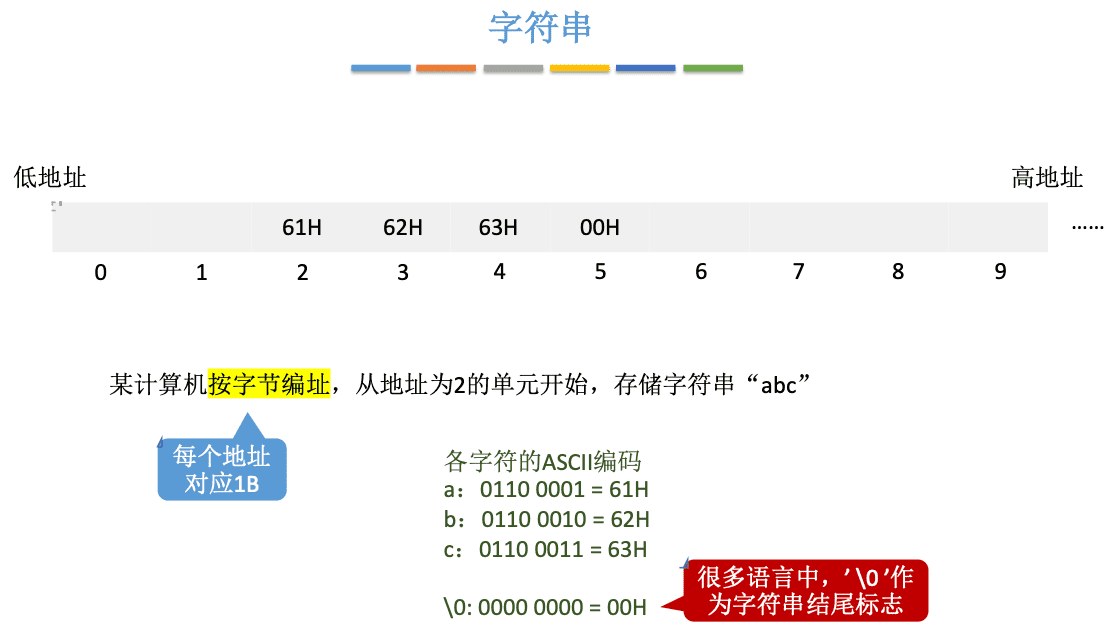 字符串
低地址
高地址
61H 62H 63H 00H ……
0 1 2 3 4 5 6 7 8 9
某计算机按字节编址，从地址为2的单元开始，存储字符串“abc”
每个地址
对应1B
各字符的ASCII编码
a：0110 0001 = 61H
b：0110 0010 = 62H
c：0110 0011 = 63H
\0: 0000 0000 = 00H
很多语言中，’\0’作
为字符串结尾标志